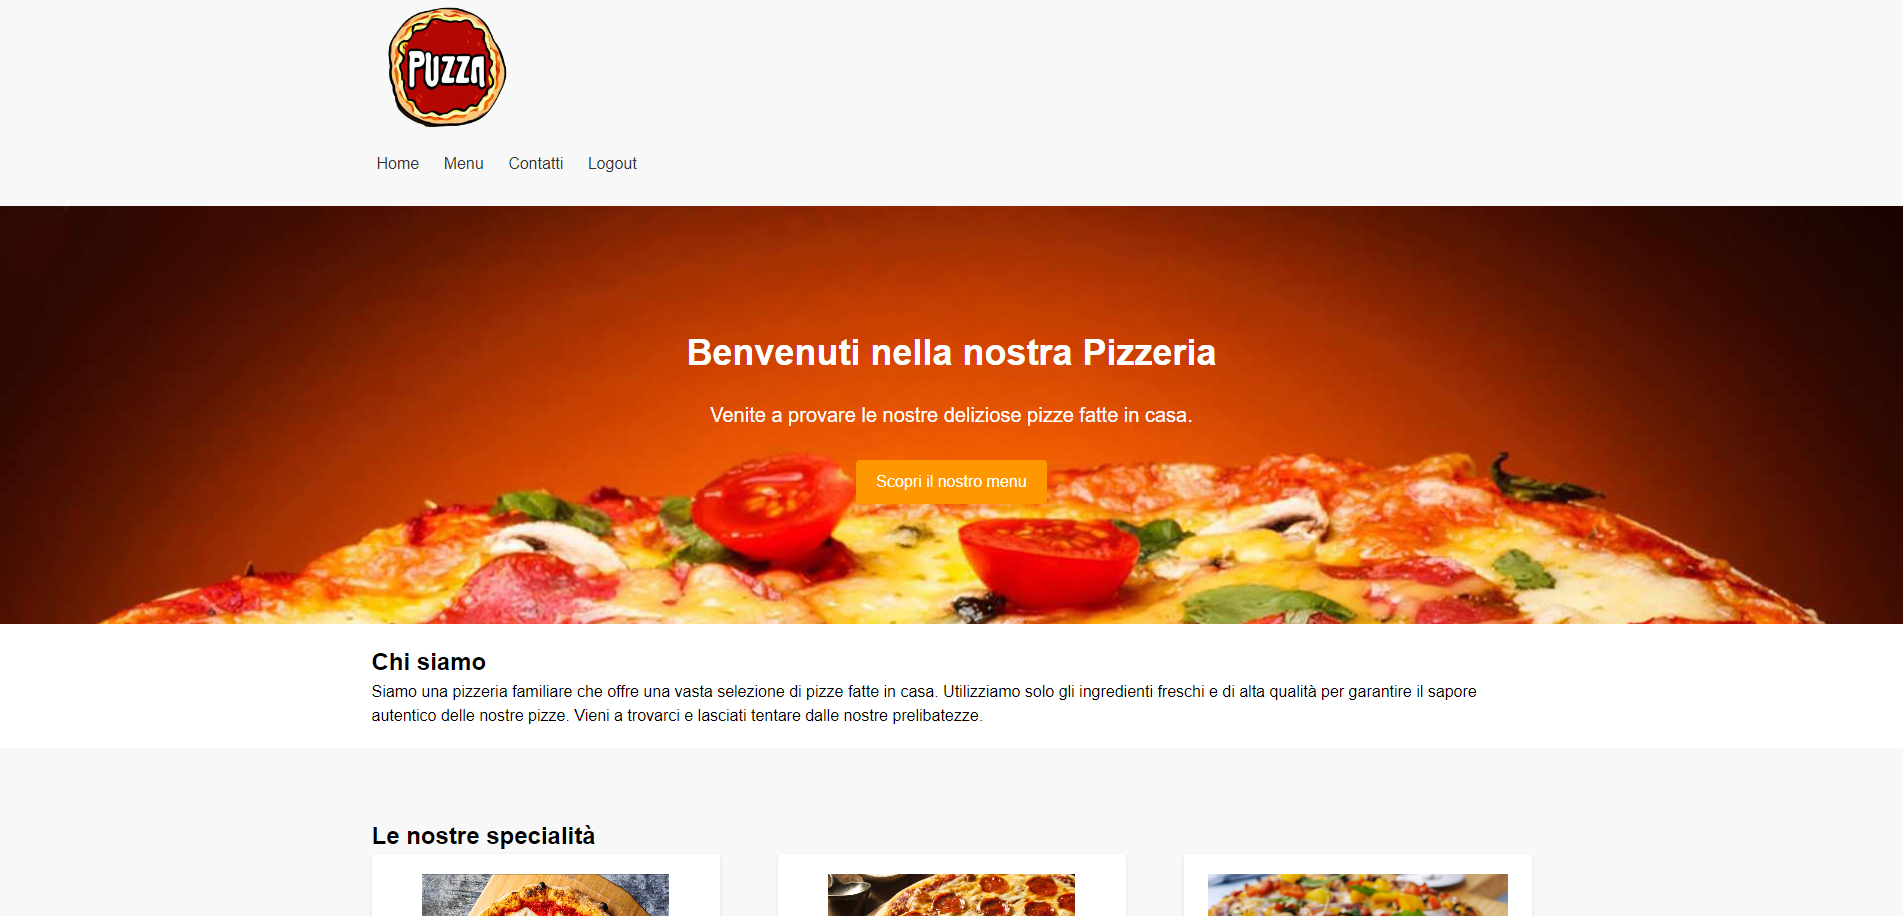 PUZZA
Home Menu Contatti Logout
Benvenuti nella nostra Pizzeria
Venite a provare le nostre deliziose pizze fatte in casa.
Scopri il nostro menu
Chi siamo
Siamo una pizzeria familiare che offre una vasta selezione di pizze fatte in casa. Utilizziamo solo gli ingredienti freschi e di alta qualità per garantire il sapore
autentico delle nostre pizze. Vieni a trovarci e lasciati tentare dalle nostre prelibatezze.
Le nostre specialità